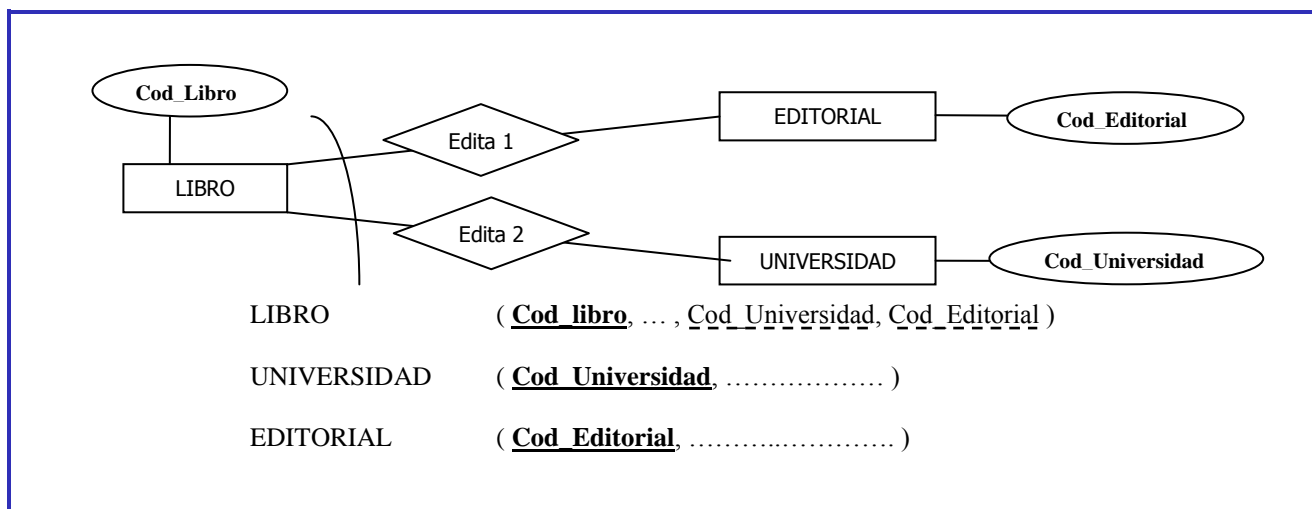 Cod_Libro
Edita 1
EDITORIAL
Cod_Editorial
LIBRO
Edita 2
UNIVERSIDAD
Cod_Universidad
LIBRO ( Cod_libro, … , Cod_Universidad, Cod_Editorial )
UNIVERSIDAD ( Cod_Universidad, ……………… )
EDITORIAL ( Cod_Editorial, ………..…………. )